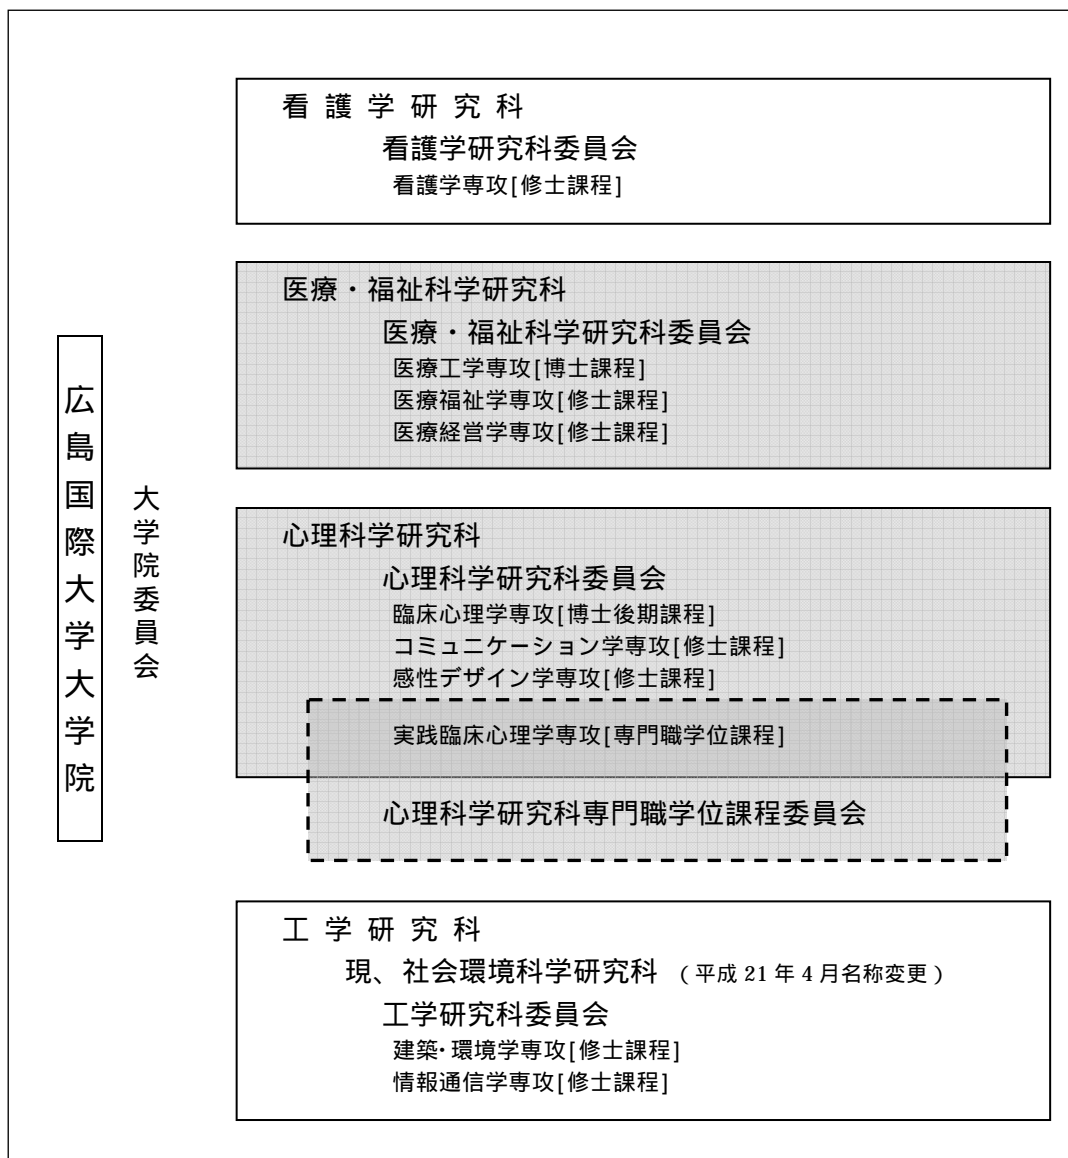 広島国際大学大学院
大学院委員会
看護学研究科
看護学研究科委員会
看護学専攻[修士課程]
医療・福祉科学研究科
医療・福祉科学研究科委員会
医療工学専攻[博士課程]
医療福祉学専攻[修士課程]
医療経営学専攻[修士課程]
心理科学研究科
心理科学研究科委員会
臨床心理学専攻[博士後期課程]
コミュニケーション学専攻[修士課程]
感性デザイン学専攻[修士課程]
実践臨床心理学専攻[専門職学位課程]
心理科学研究科専門職学位課程委員会
工学研究科
現、社会環境科学研究科 (平成21年4月名称変更)
工学研究科委員会
建築・環境学専攻[修士課程]
情報通信学専攻[修士課程]